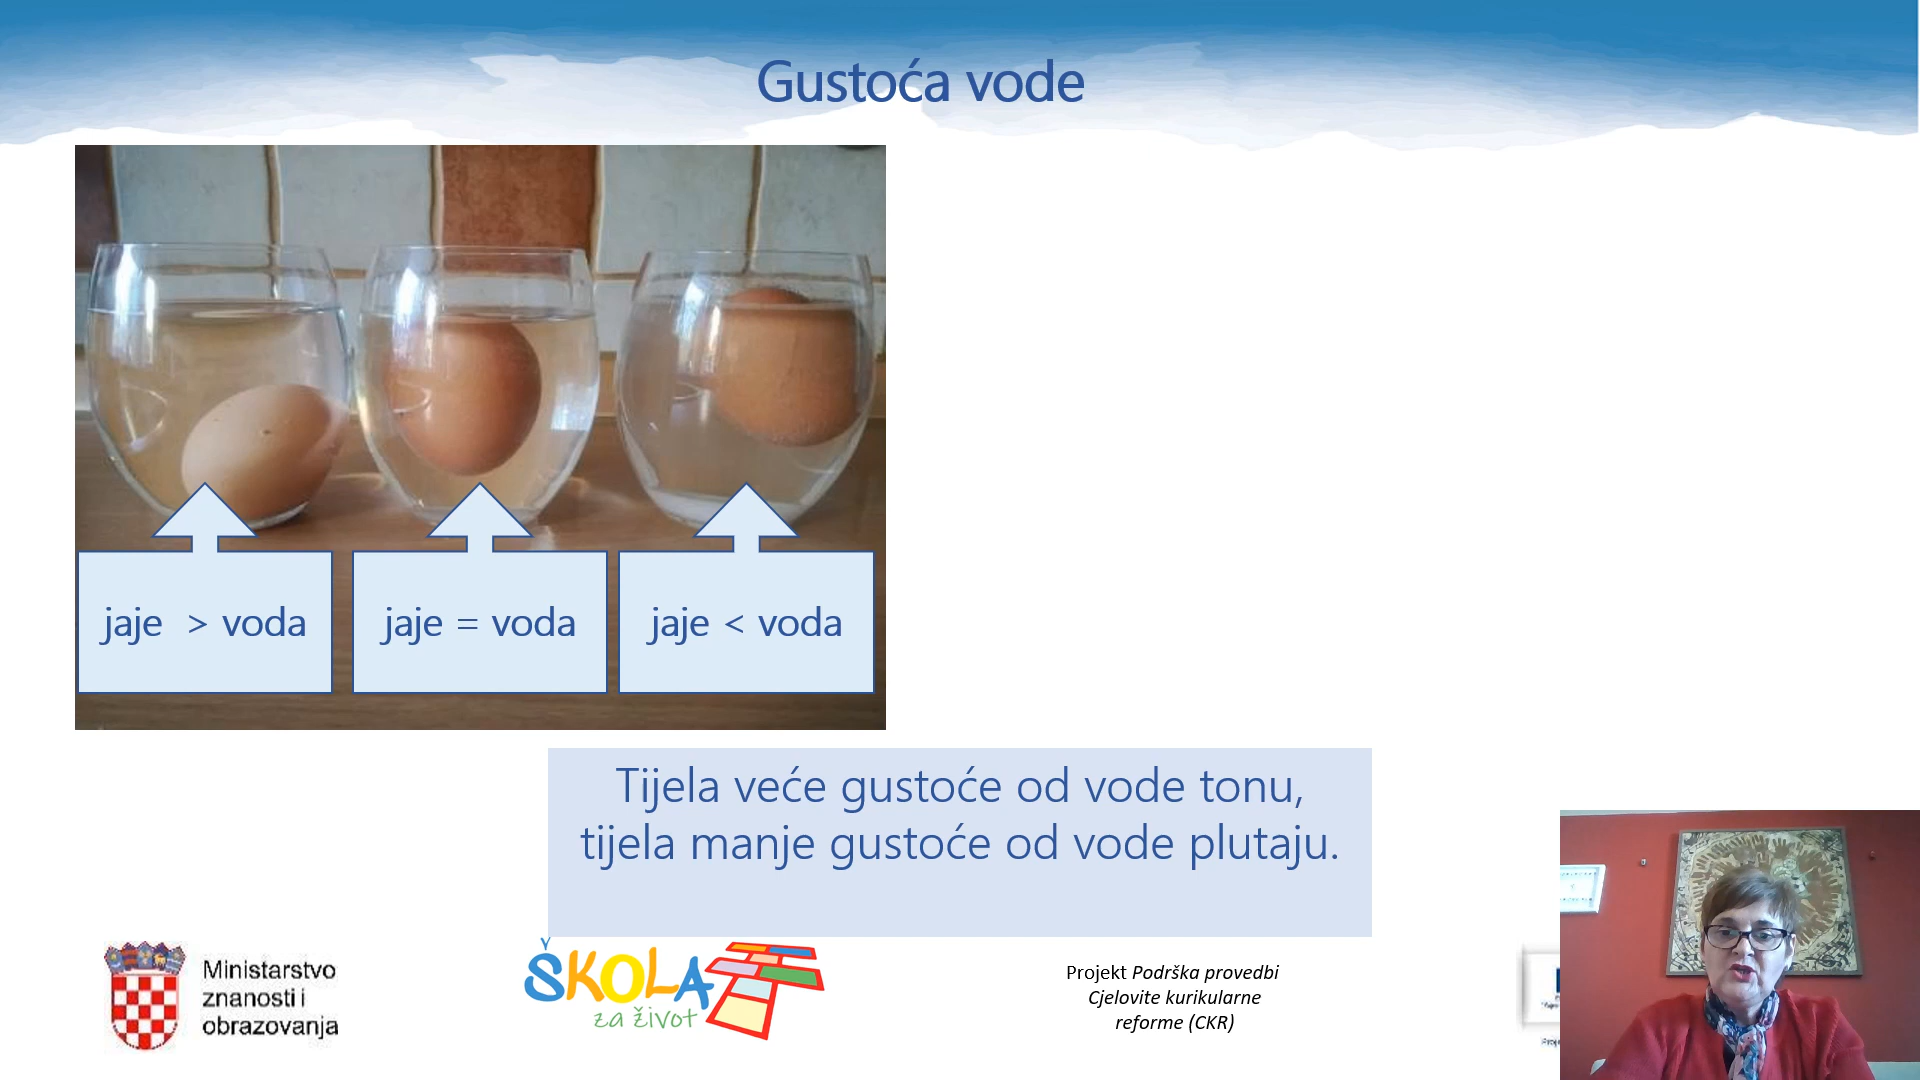 Gustoća vode
jaje > voda
jaje = voda
jaje < voda
Tijela veće gustoće od vode tonu,
tijela manje gustoće od vode plutaju.
Ministarstvo
znanosti i
obrazovanja
ŠKOLA
za život
Projekt Podrška provedbi
Cjelovite kurikularne
reforme (CKR)